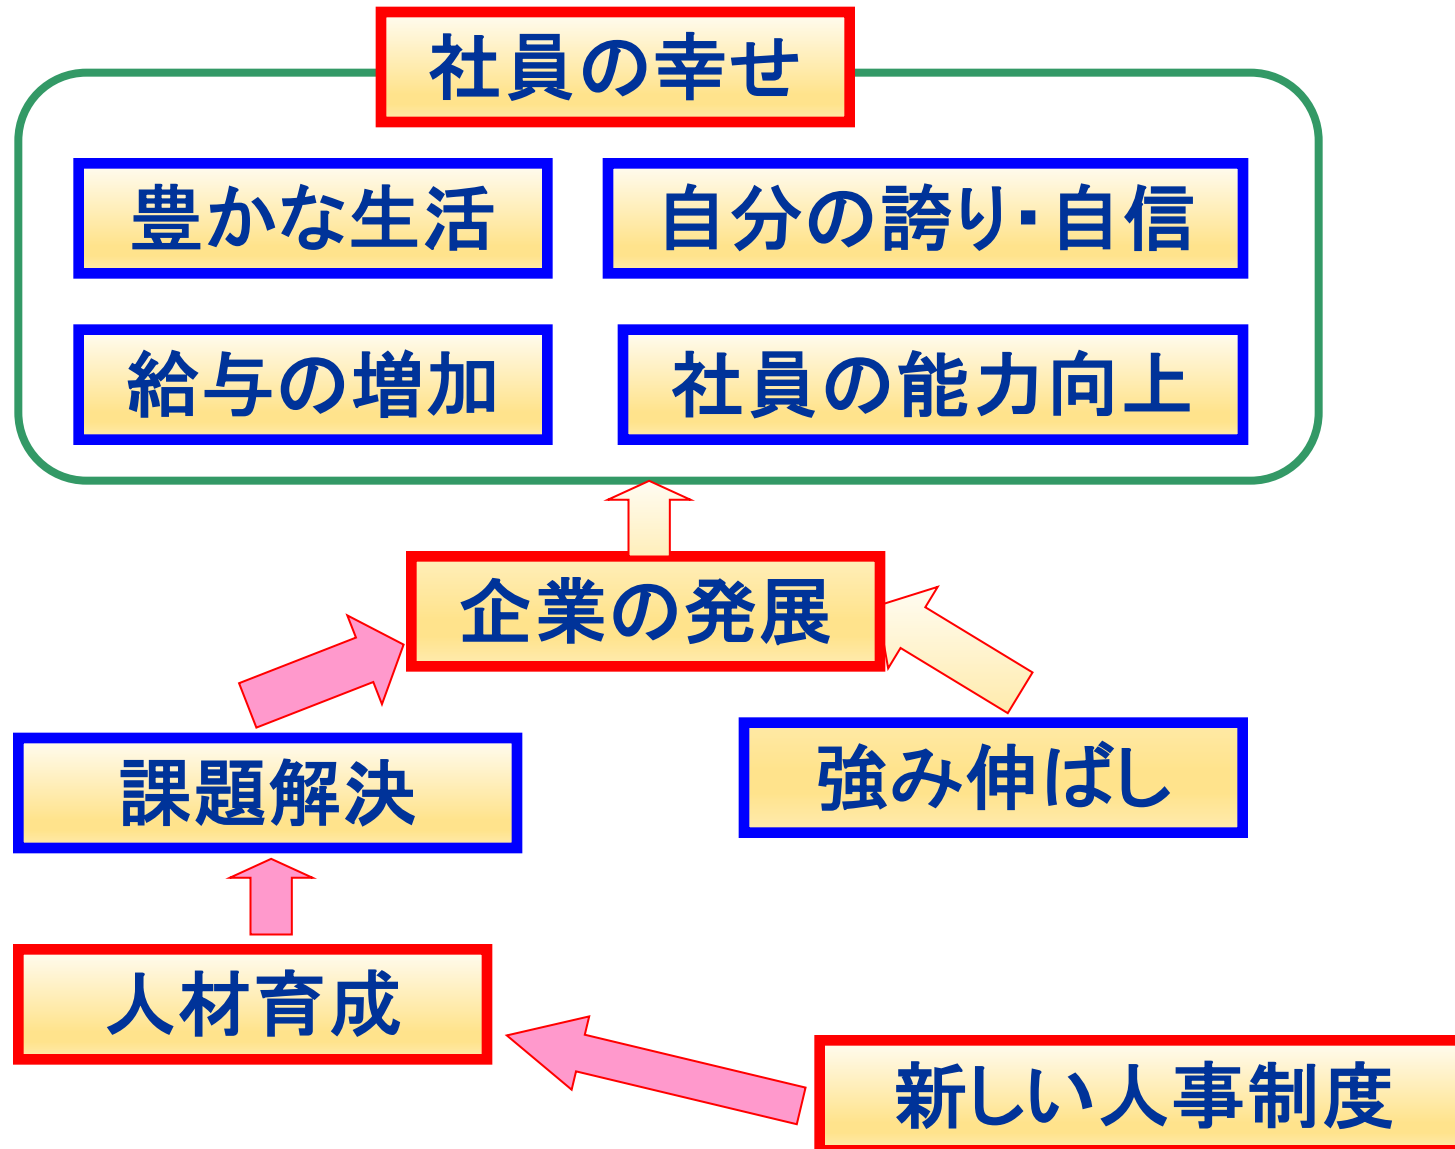 社員の幸せ
豊かな生活
自分の誇り・自信
給与の増加
社員の能力向上
企業の発展
強み伸ばし
課題解決
人材育成
新しい人事制度